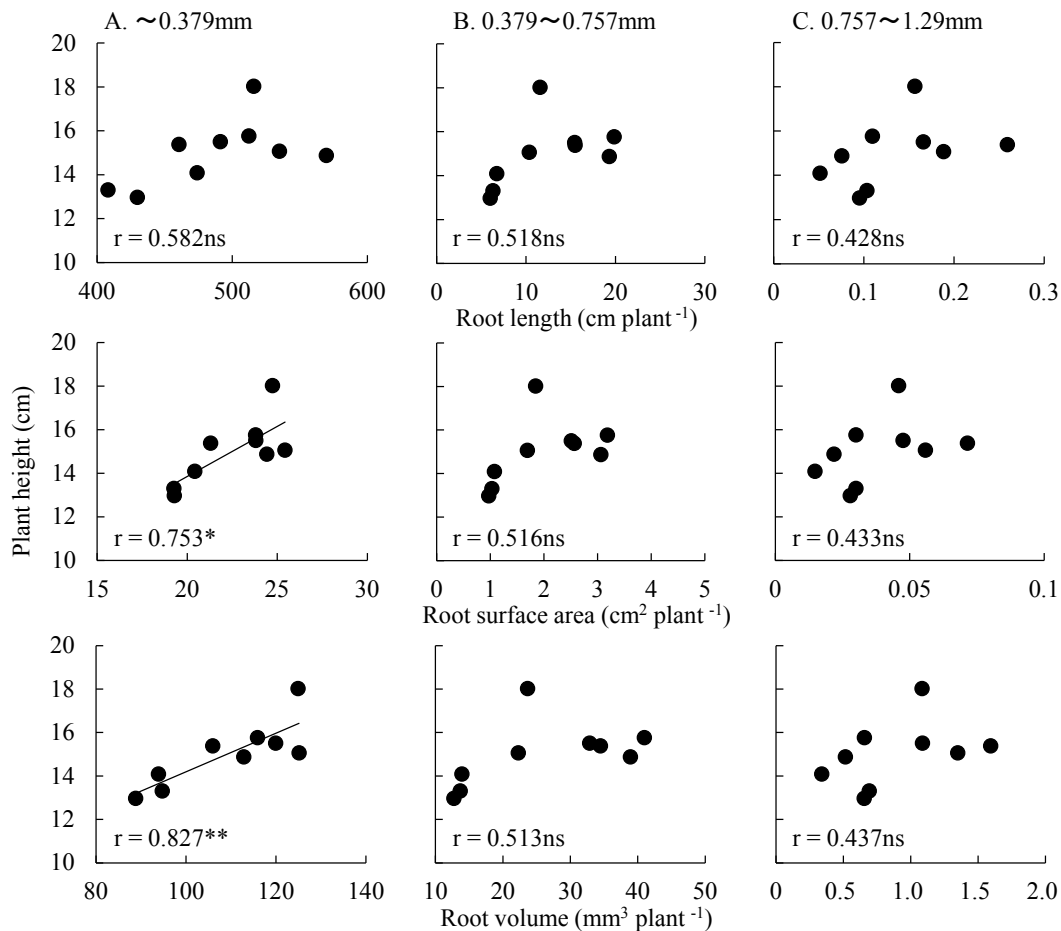 A. ～0.379mm
B. 0.379～0.757mm
C. 0.757～1.29mm
20
18
16
14
12
10
r = 0.582ns
r = 0.518ns
r = 0.428ns
400 500 600
0 10 20 30
0 0.1 0.2 0.3
Root length (cm plant ⁻¹)
Plant height (cm)
20
18
16
14
12
10
r = 0.753*
r = 0.516ns
r = 0.433ns
15 20 25 30
0 1 2 3 4 5
0 0.05 0.1
Root surface area (cm² plant ⁻¹)
20
18
16
14
12
10
r = 0.827**
r = 0.513ns
r = 0.437ns
80 100 120 140
10 20 30 40 50
0 0.5 1.0 1.5 2.0
Root volume (mm³ plant ⁻¹)